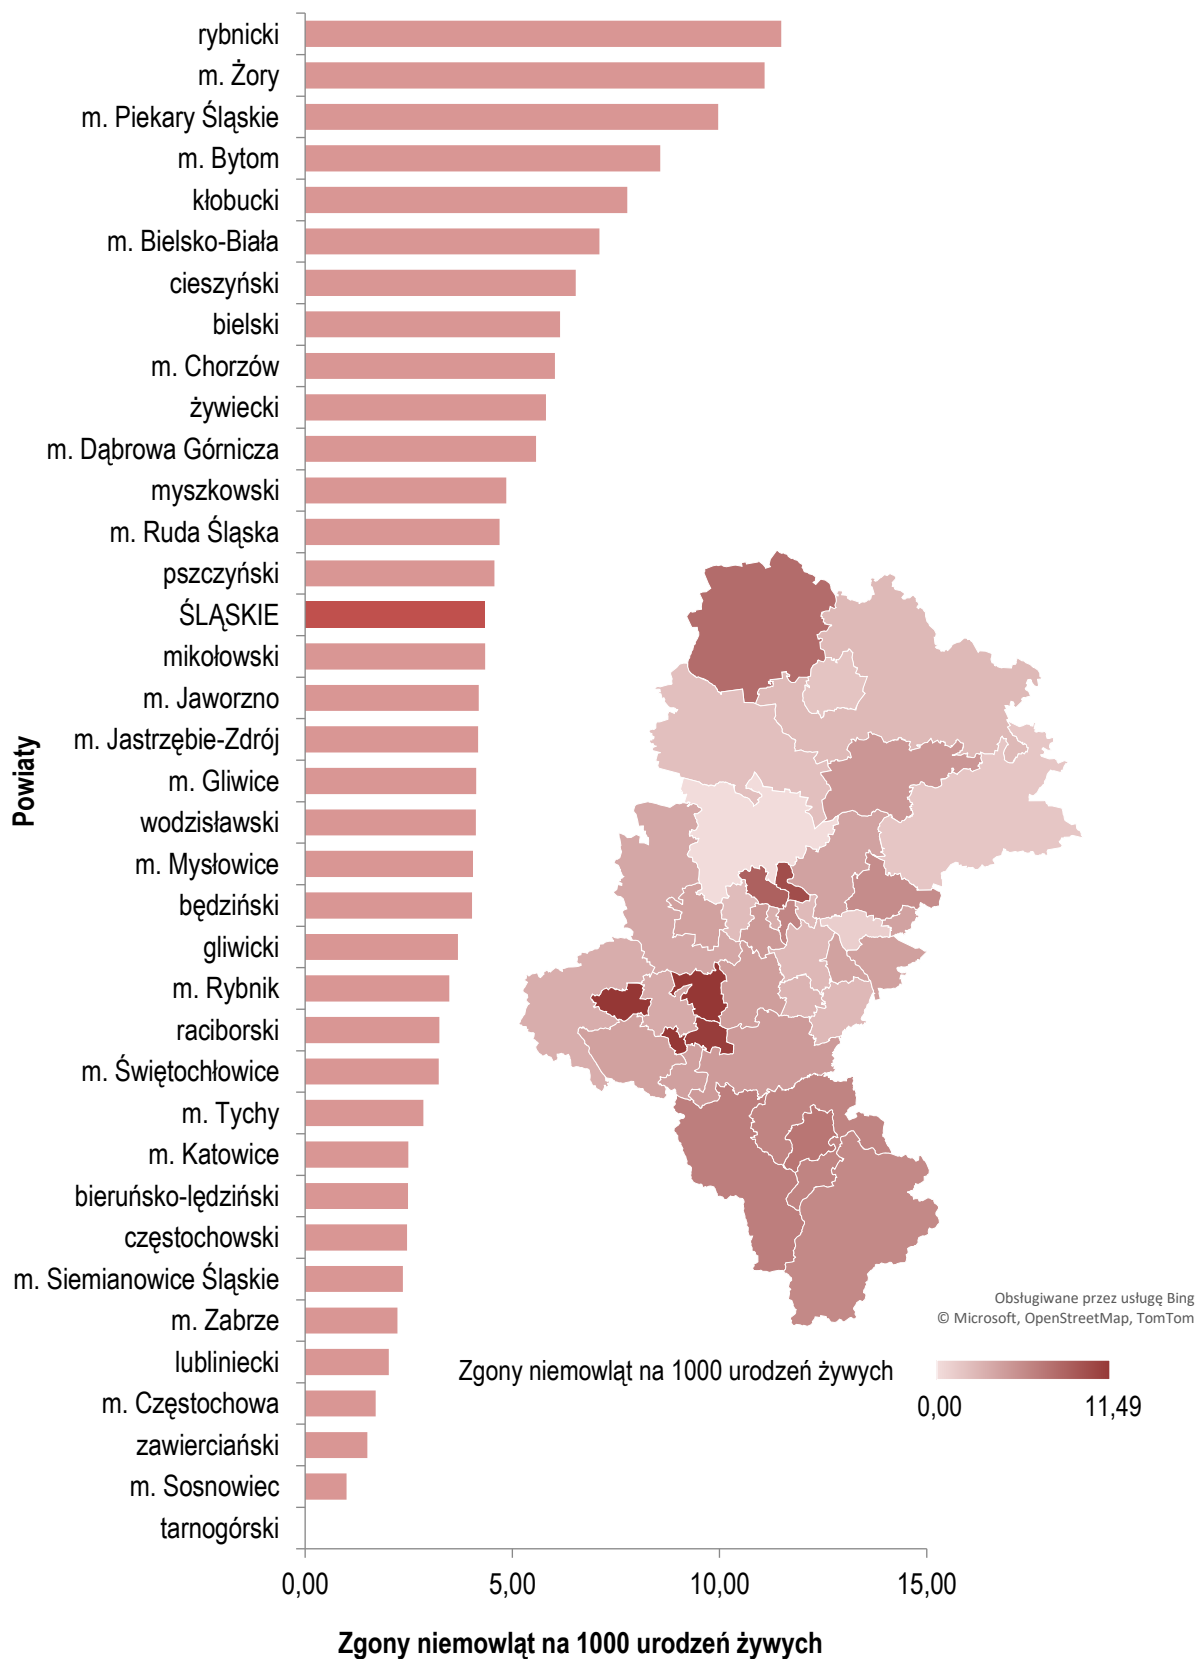 rybnicki
m. Żory
m. Piekary Śląskie
m. Bytom
kłobucki
m. Bielsko-Biała
cieszyński
bielski
m. Chorzów
żywiecki
m. Dąbrowa Górnicza
myszkowski
m. Ruda Śląska
pszczyński
ŚLĄSKIE
mikołowski
m. Jaworzno
m. Jastrzębie-Zdrój
m. Gliwice
wodzisławski
m. Mysłowice
będziński
gliwicki
m. Rybnik
raciborski
m. Świętochłowice
m. Tychy
m. Katowice
bieruńsko-lędziński
częstochowski
m. Siemianowice Śląskie
m. Zabrze
lubliniecki
m. Częstochowa
zawierciański
m. Sosnowiec
tarnogórski
Powiaty
0,00 5,00 10,00 15,00
Zgony niemowląt na 1000 urodzeń żywych
Obsługiwane przez usługę Bing
© Microsoft, OpenStreetMap, TomTom
Zgony niemowląt na 1000 urodzeń żywych
0,00 11,49